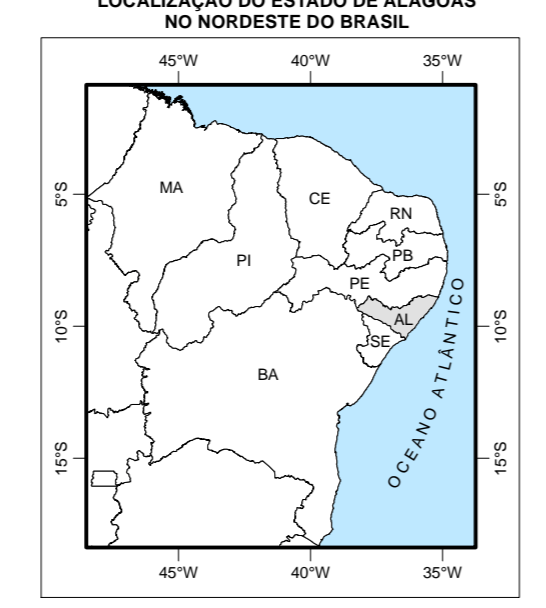 LOCALIZAÇÃO DO ESTADO DE ALAGOAS
NO NORDESTE DO BRASIL
45°W 40°W 35°W
5°S 5°S
MA
CE
RN
PB
PI
PE
AL
10°S 10°S
SE
BA
OCEANO ATLÂNTICO
15°S 15°S
45°W 40°W 35°W